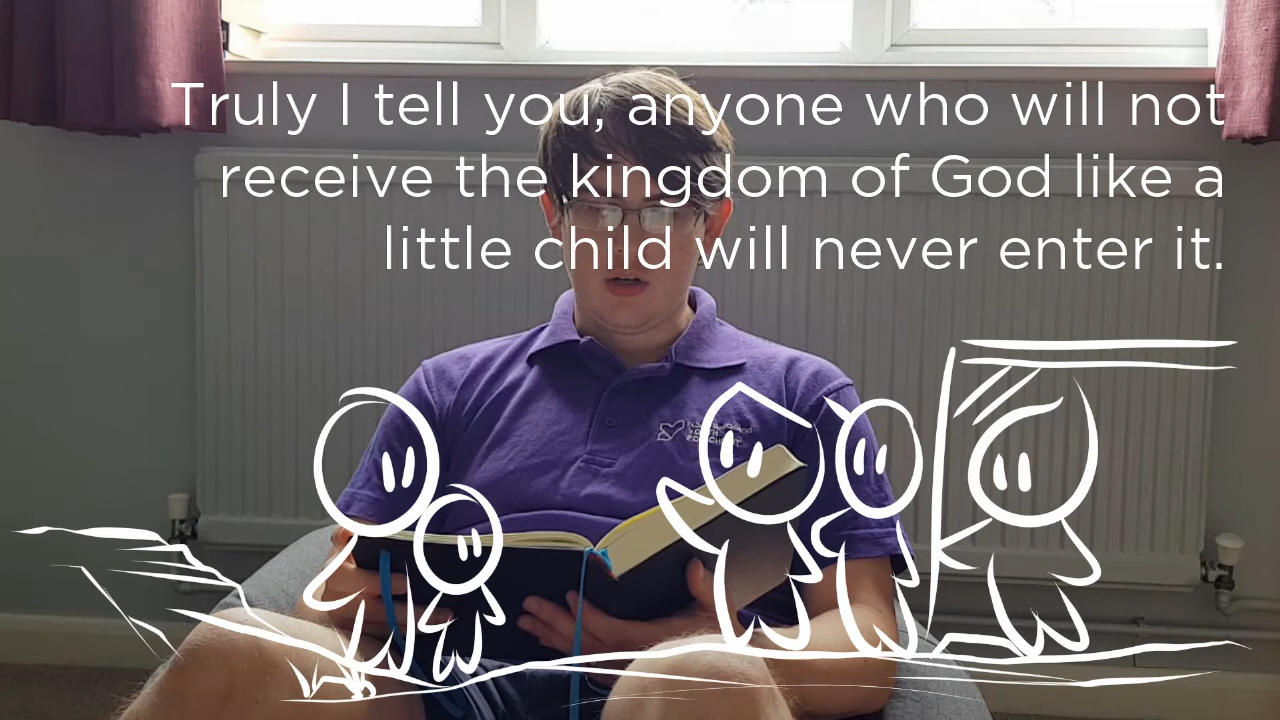 Truly I tell you, anyone who will not
receive the kingdom of God like a
little child will never enter it.